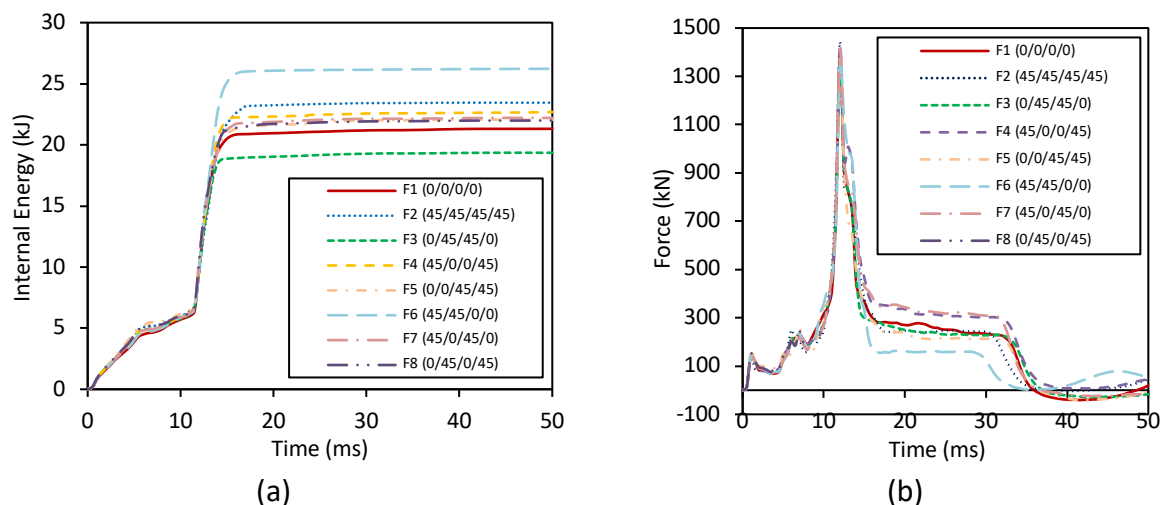 30
25
20
15
10
5
0
Internal Energy (kJ)
F1 (0/0/0/0)
F2 (45/45/45/45)
F3 (0/45/45/0)
F4 (45/0/0/45)
F5 (0/0/45/45)
F6 (45/45/0/0)
F7 (45/0/45/0)
F8 (0/45/0/45)
0 10 20 30 40 50
Time (ms)
(a)
1500
1300
1100
900
700
500
300
100
-100
Force (kN)
F1 (0/0/0/0)
F2 (45/45/45/45)
F3 (0/45/45/0)
F4 (45/0/0/45)
F5 (0/0/45/45)
F6 (45/45/0/0)
F7 (45/0/45/0)
F8 (0/45/0/45)
0 10 20 30 40 50
Time (ms)
(b)